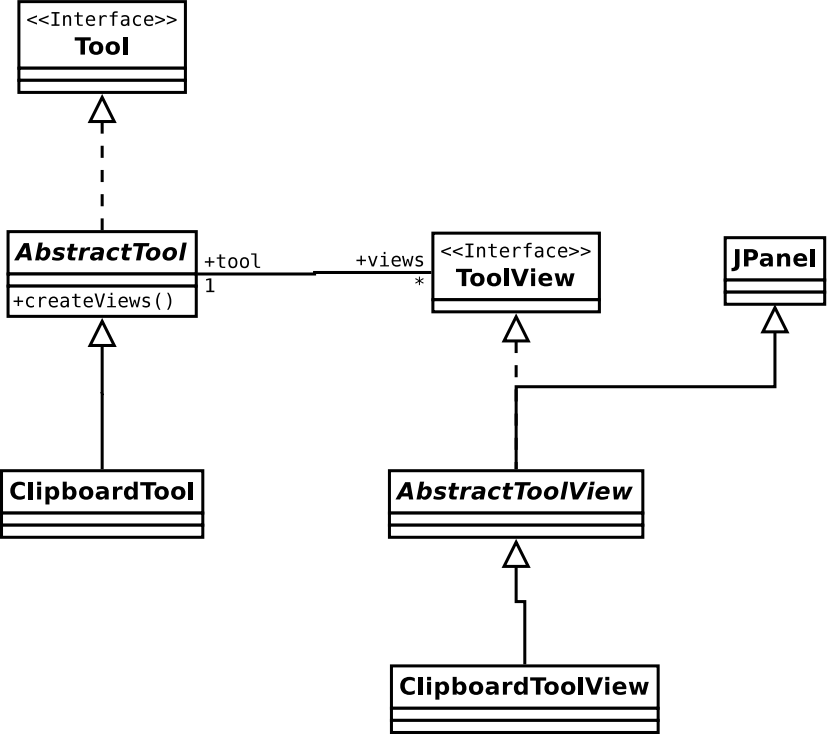 <<Interface>>
Tool
AbstractTool
+createViews()
+tool
1
+views
*
<<Interface>>
ToolView
JPanel
ClipboardTool
AbstractToolView
ClipboardToolView